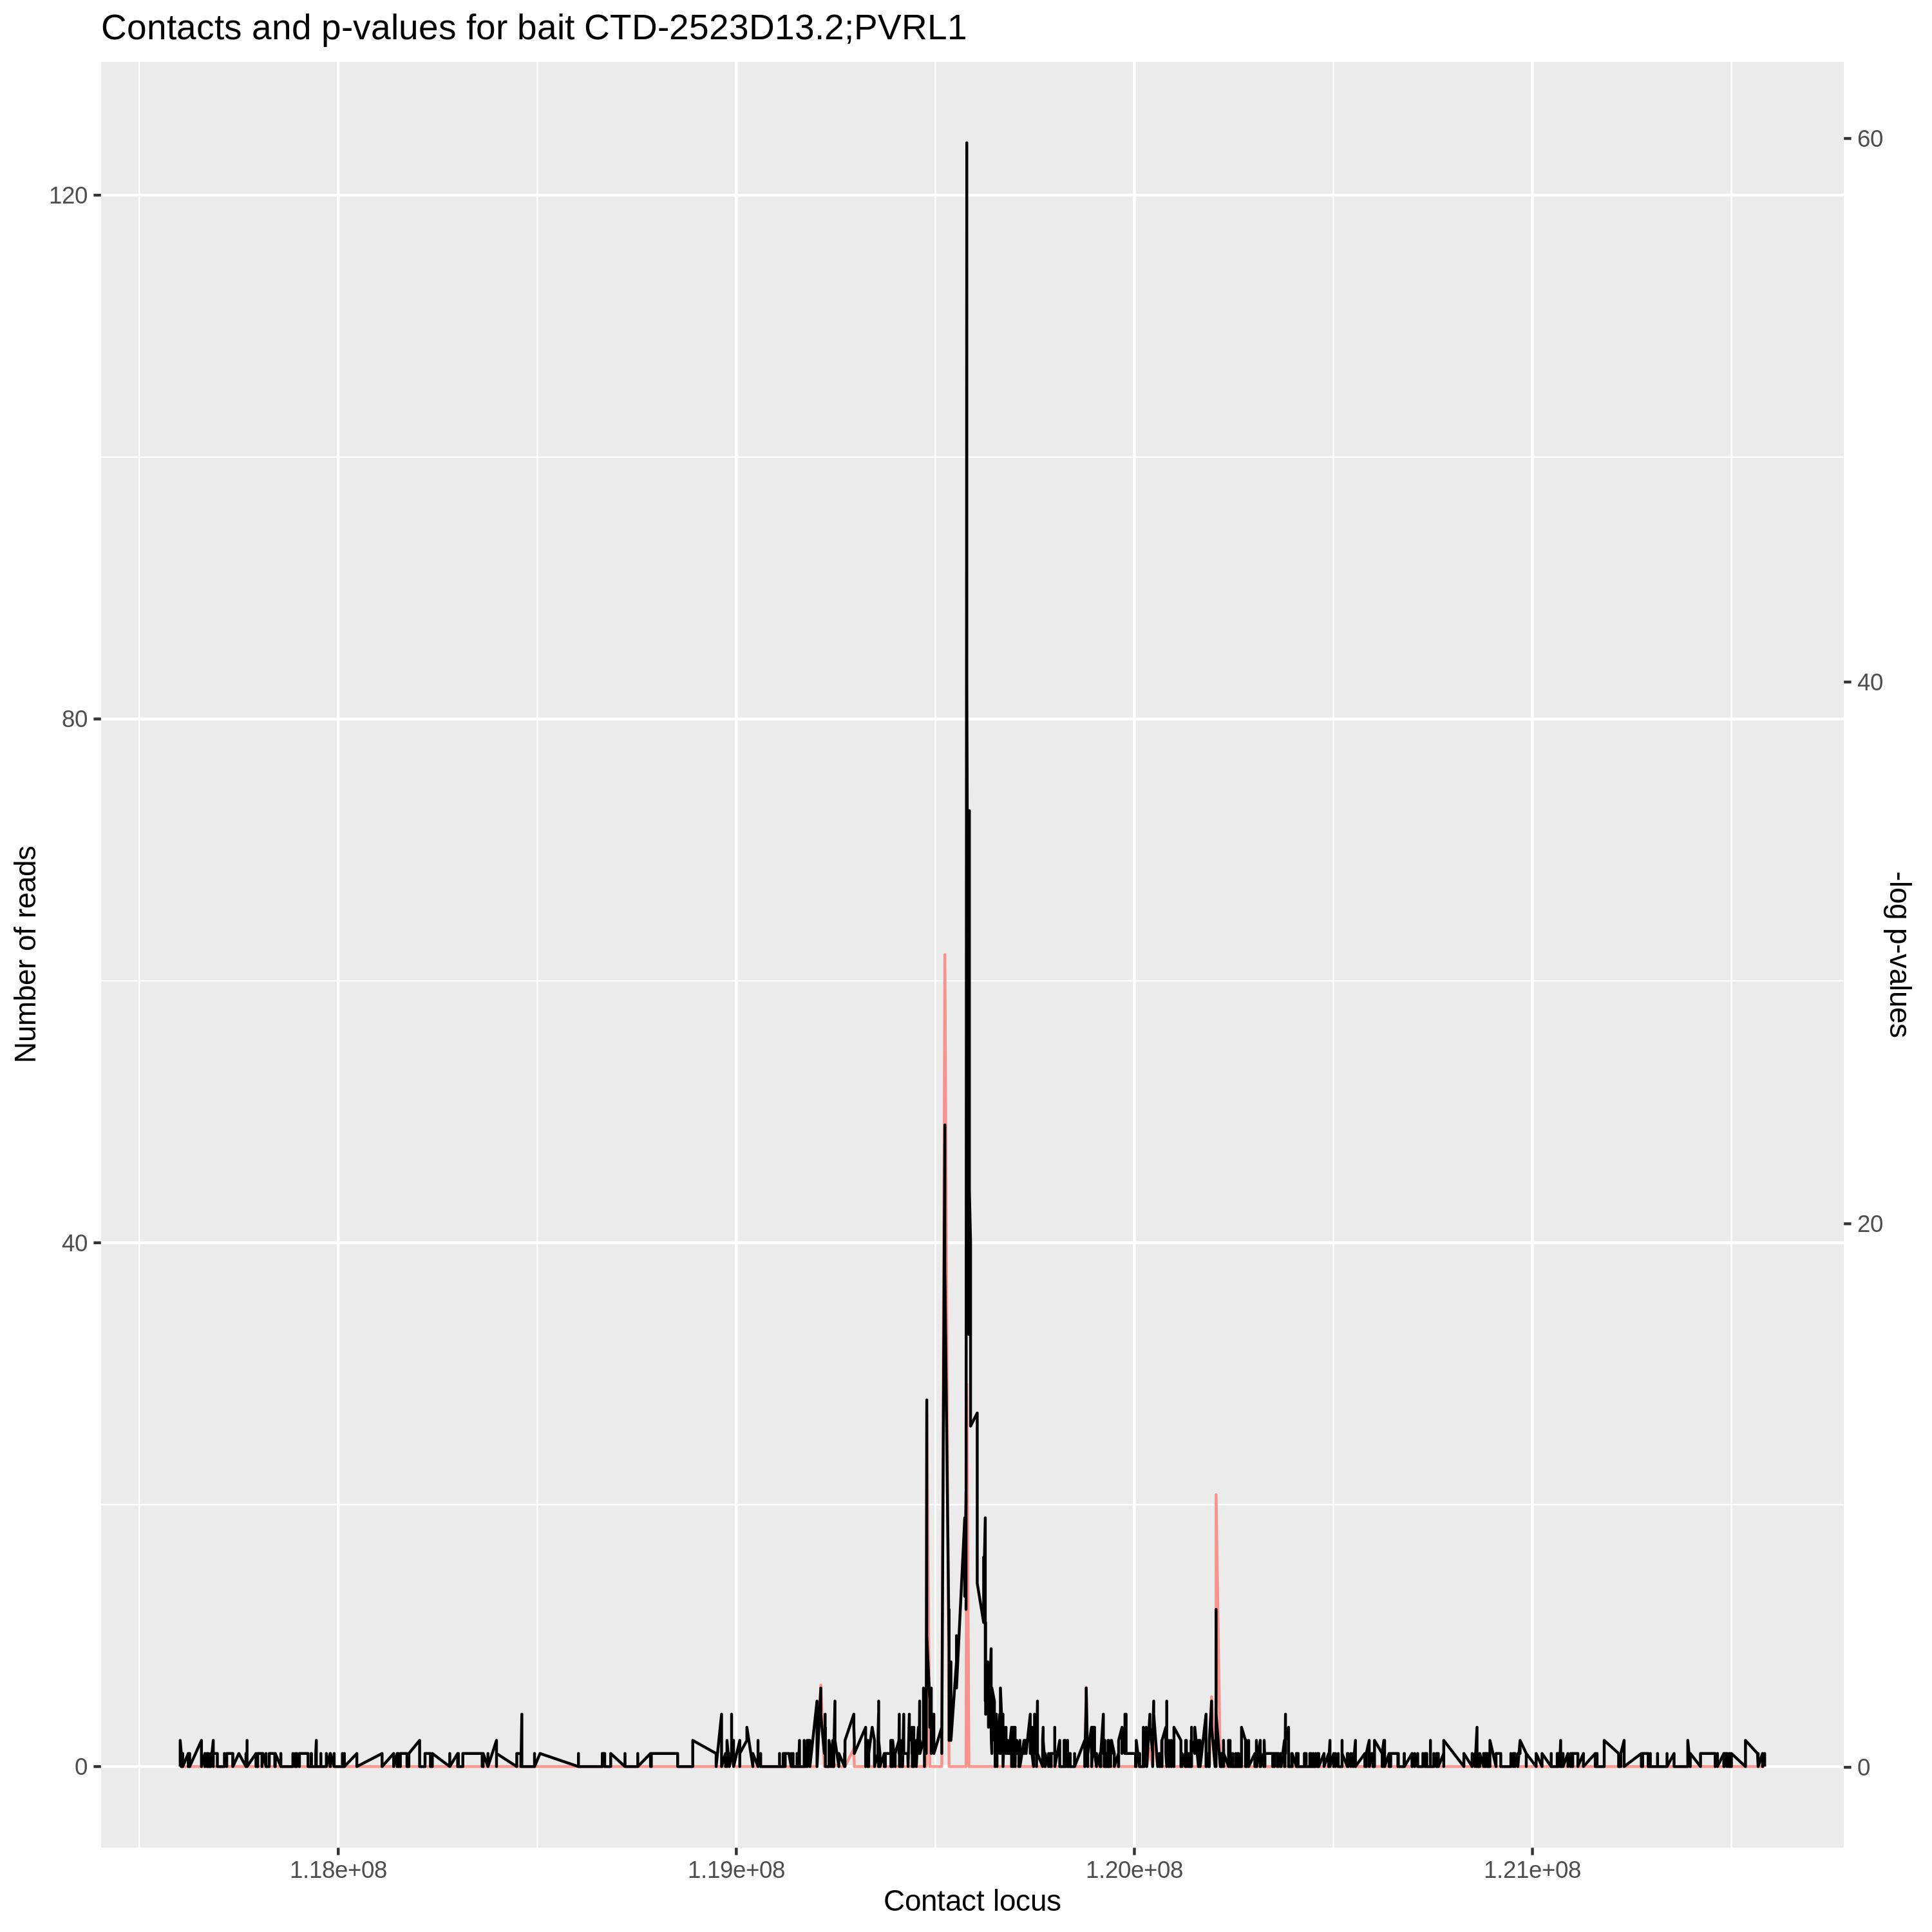 Contacts and p-values for bait CTD-2523D13.2;PVRL1
120
80
40
0
Number of reads
60
40
20
0
-log p-values
1.18e+08
1.19e+08
1.20e+08
1.21e+08
Contact locus